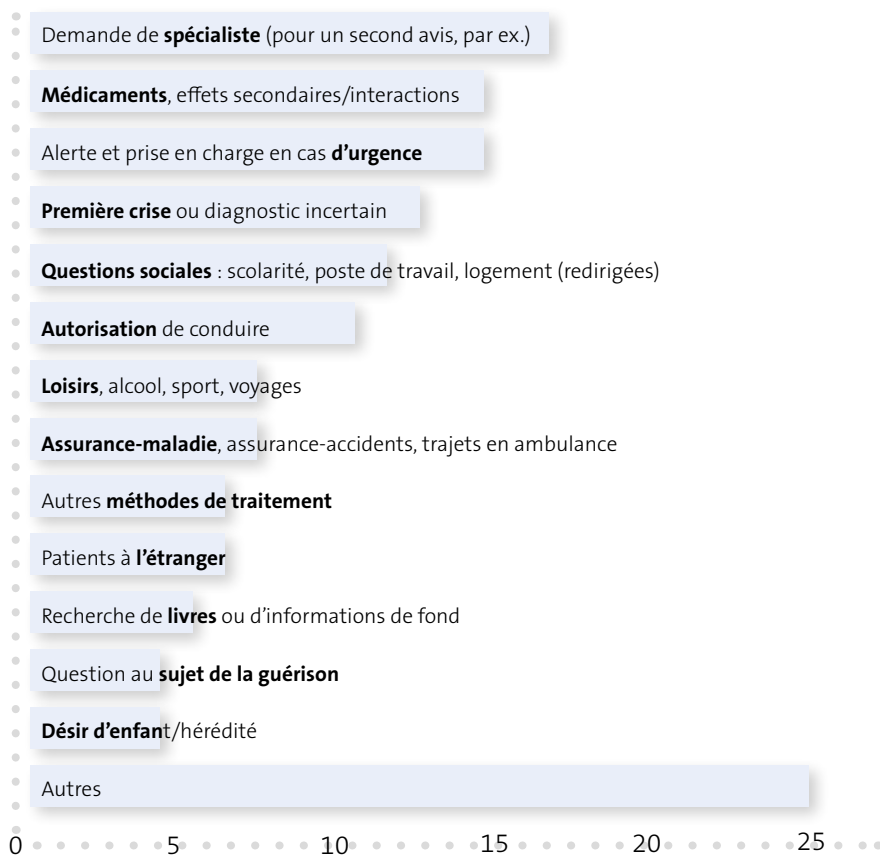 Demande de spécialiste (pour un second avis, par ex.)
Médicaments, effets secondaires/interactions
Alerte et prise en charge en cas d’urgence
Première crise ou diagnostic incertain
Questions sociales : scolarité, poste de travail, logement (redirigées)
Autorisation de conduire
Loisirs, alcool, sport, voyages
Assurance-maladie, assurance-accidents, trajets en ambulance
Autres méthodes de traitement
Patients à l’étranger
Recherche de livres ou d’informations de fond
Question au sujet de la guérison
Désir d’enfant/hérédité
Autres
0 5 10 15 20 25